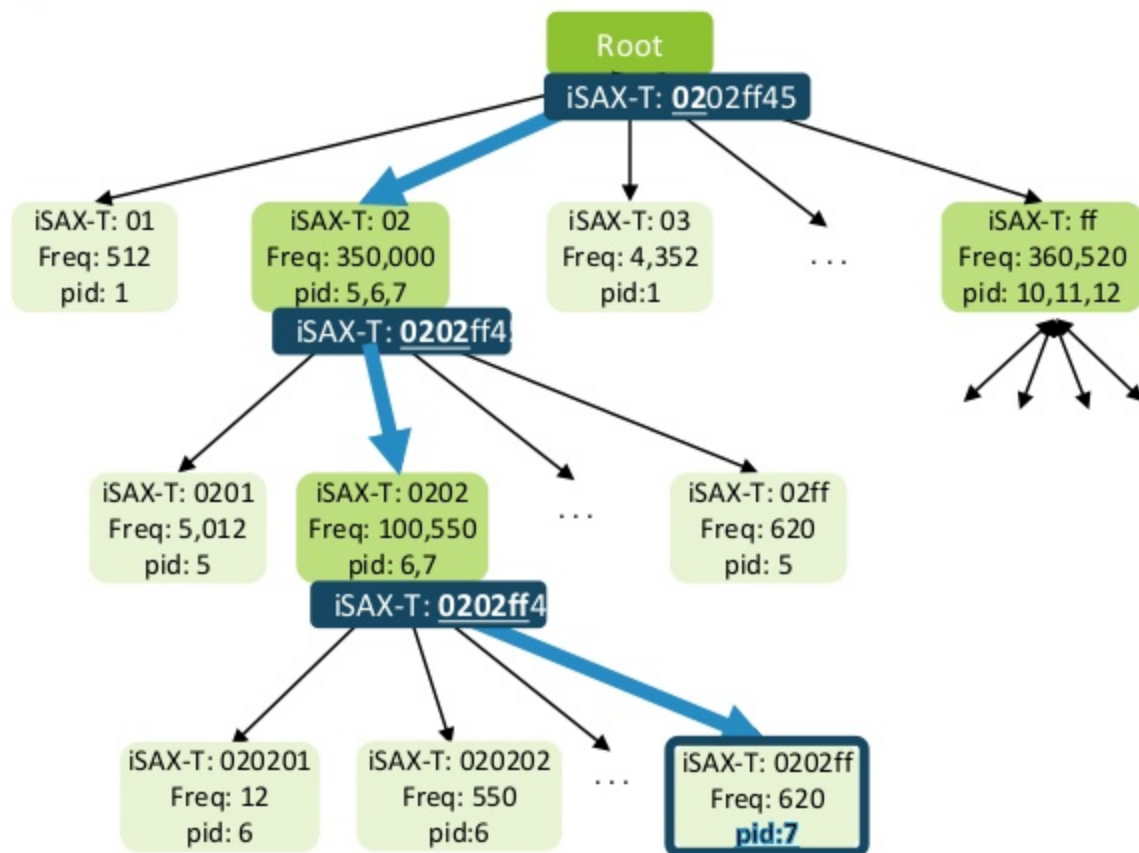 Root
iSAX-T: 0202ff45
iSAX-T: 01
Freq: 512
pid: 1
iSAX-T: 02
Freq: 350,000
pid: 5,6,7
iSAX-T: 03
Freq: 4,352
pid:1
...
iSAX-T: ff
Freq: 360,520
pid: 10,11,12
iSAX-T: 0202ff4
iSAX-T: 0201
Freq: 5,012
pid: 5
iSAX-T: 0202
Freq: 100,550
pid: 6,7
...
iSAX-T: 02ff
Freq: 620
pid: 5
iSAX-T: 0202ff4
iSAX-T: 020201
Freq: 12
pid: 6
iSAX-T: 020202
Freq: 550
pid:6
...
iSAX-T: 0202ff
Freq: 620
pid:7